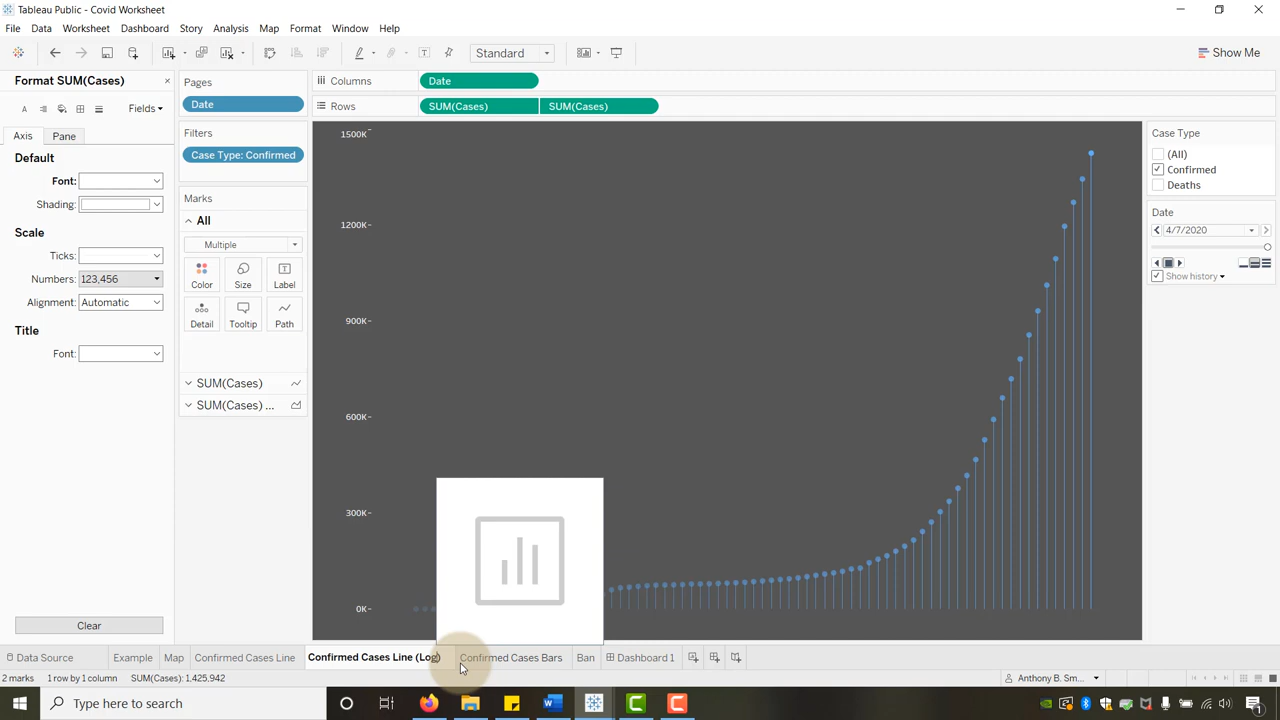 Tableau Public - Covid Worksheet
File Data Worksheet Dashboard Story Analysis Map Format Window Help
Standard
Show Me
Format SUM(Cases)
Fields
Axis Pane
Default
Font:
Shading:
Scale
Ticks:
Numbers: 123,456
Alignment: Automatic
Title
Font:
Clear
Pages
Date
Filters
Case Type: Confirmed
Marks
All
Multiple
Color Size Label
Detail Tooltip Path
SUM(Cases)
SUM(Cases) ...
Columns Date
Rows SUM(Cases) SUM(Cases)
1500K
1200K
900K
600K
300K
0K
Case Type
(All)
Confirmed
Deaths
Date
4/7/2020
Show history
Data Source Example Map Confirmed Cases Line Confirmed Cases Line (Log) Confirmed Cases Bars Ban Dashboard 1
2 marks 1 row by 1 column SUM(Cases): 1,425,942 Anthony B. Sm...
Type here to search